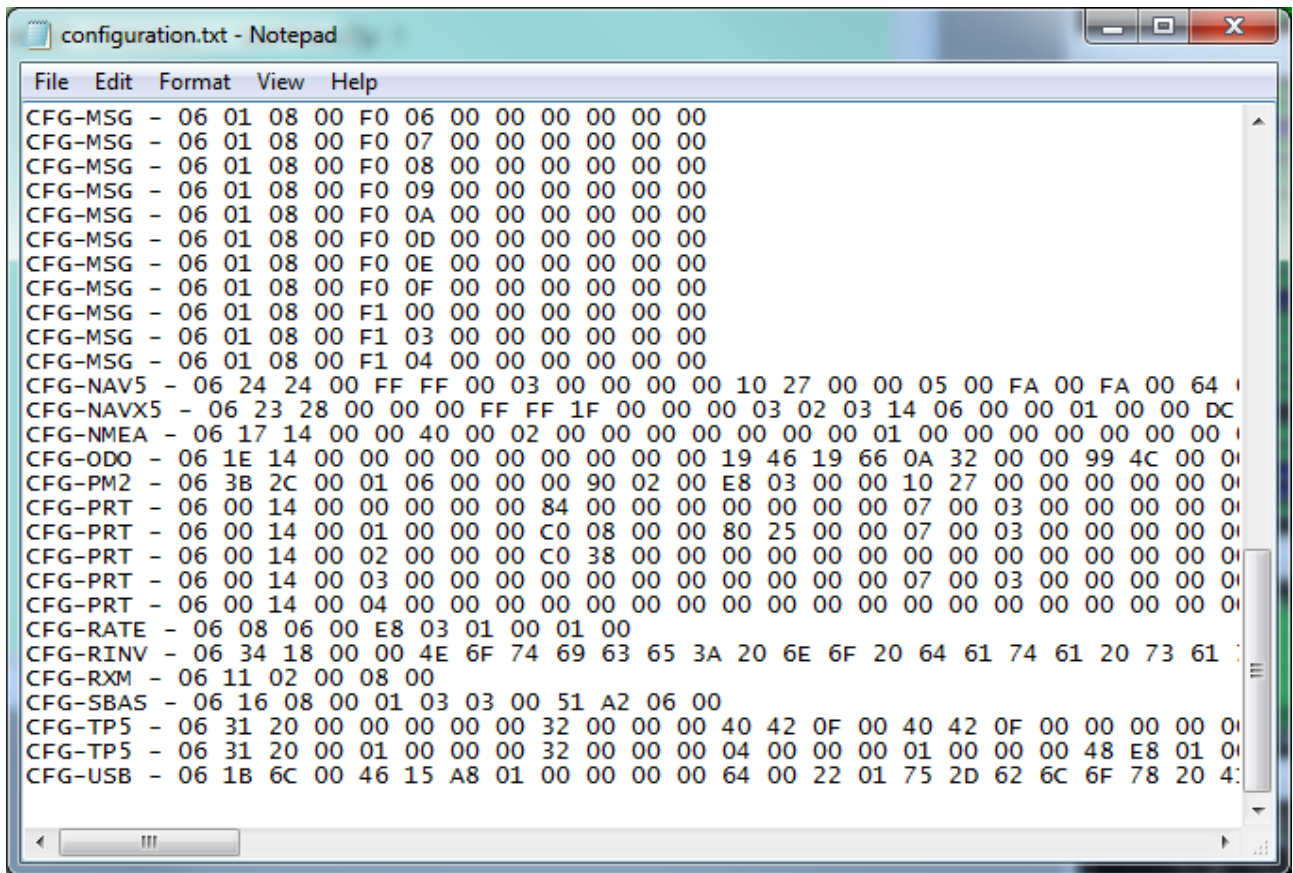 configuration.txt - Notepad
File Edit Format View Help
CFG-MSG - 06 01 08 00 F0 06 00 00 00 00 00 00
CFG-MSG - 06 01 08 00 F0 07 00 00 00 00 00 00
CFG-MSG - 06 01 08 00 F0 08 00 00 00 00 00 00
CFG-MSG - 06 01 08 00 F0 09 00 00 00 00 00 00
CFG-MSG - 06 01 08 00 F0 0A 00 00 00 00 00 00
CFG-MSG - 06 01 08 00 F0 0D 00 00 00 00 00 00
CFG-MSG - 06 01 08 00 F0 0E 00 00 00 00 00 00
CFG-MSG - 06 01 08 00 F0 0F 00 00 00 00 00 00
CFG-MSG - 06 01 08 00 F1 00 00 00 00 00 00 00
CFG-MSG - 06 01 08 00 F1 03 00 00 00 00 00 00
CFG-MSG - 06 01 08 00 F1 04 00 00 00 00 00 00
CFG-NAV5 - 06 24 24 00 FF FF 00 03 00 00 00 00 10 27 00 00 05 00 FA 00 FA 00 64
CFG-NAVX5 - 06 23 28 00 00 00 FF FF 1F 00 00 00 03 02 03 14 06 00 00 01 00 00 DC
CFG-NMEA - 06 17 14 00 00 40 00 02 00 00 00 00 00 00 00 01 00 00 00 00 00 00 00
CFG-ODO - 06 1E 14 00 00 00 00 00 00 00 00 00 19 46 19 66 0A 32 00 00 99 4C 00
CFG-PM2 - 06 3B 2C 00 01 06 00 00 00 90 02 00 E8 03 00 00 10 27 00 00 00 00 00
CFG-PRT - 06 00 14 00 00 00 00 00 84 00 00 00 00 00 00 00 07 00 03 00 00 00 00
CFG-PRT - 06 00 14 00 01 00 00 00 C0 08 00 00 80 25 00 00 07 00 03 00 00 00 00
CFG-PRT - 06 00 14 00 02 00 00 00 C0 38 00 00 00 00 00 00 00 00 00 00 00 00 00
CFG-PRT - 06 00 14 00 03 00 00 00 00 00 00 00 00 00 00 00 07 00 03 00 00 00 00
CFG-PRT - 06 00 14 00 04 00 00 00 00 00 00 00 00 00 00 00 00 00 00 00 00 00 00
CFG-RATE - 06 08 06 00 E8 03 01 00 01 00
CFG-RINV - 06 34 18 00 00 4E 6F 74 69 63 65 3A 20 6E 6F 20 64 61 74 61 20 73 61
CFG-RXM - 06 11 02 00 08 00
CFG-SBAS - 06 16 08 00 01 03 03 00 51 A2 06 00
CFG-TP5 - 06 31 20 00 00 00 00 00 32 00 00 00 40 42 0F 00 40 42 0F 00 00 00 00
CFG-TP5 - 06 31 20 00 01 00 00 00 32 00 00 00 04 00 00 00 01 00 00 00 48 E8 01
CFG-USB - 06 1B 6C 00 46 15 A8 01 00 00 00 00 64 00 22 01 75 2D 62 6C 6F 78 20